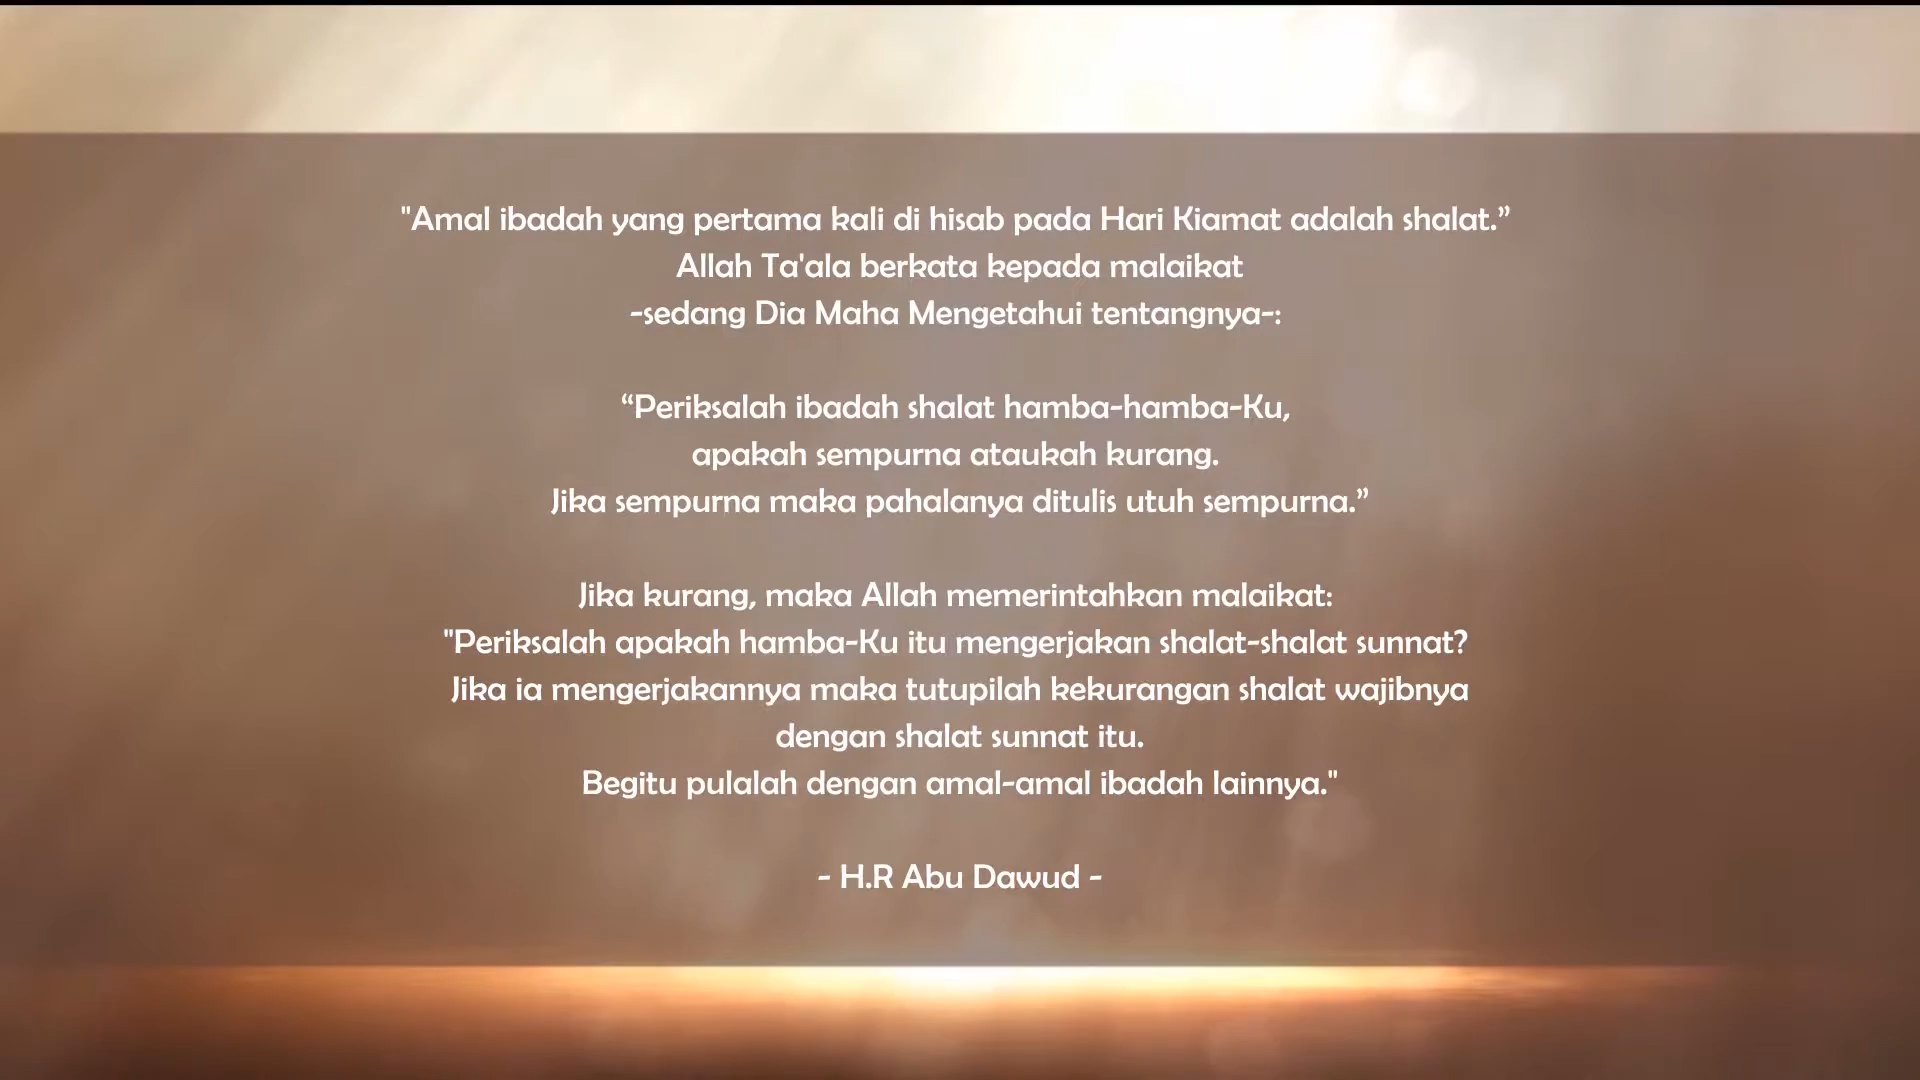 "Amal ibadah yang pertama kali di hisab pada Hari Kiamat adalah shalat.”
Allah Ta'ala berkata kepada malaikat
-sedang Dia Maha Mengetahui tentangnya-:
“Periksalah ibadah shalat hamba-hamba-Ku,
apakah sempurna ataukah kurang.
Jika sempurna maka pahalanya ditulis utuh sempurna.”
Jika kurang, maka Allah memerintahkan malaikat:
"Periksalah apakah hamba-Ku itu mengerjakan shalat-shalat sunnat?
Jika ia mengerjakannya maka tutupilah kekurangan shalat wajibnya
dengan shalat sunnat itu.
Begitu pulalah dengan amal-amal ibadah lainnya."
- H.R Abu Dawud -